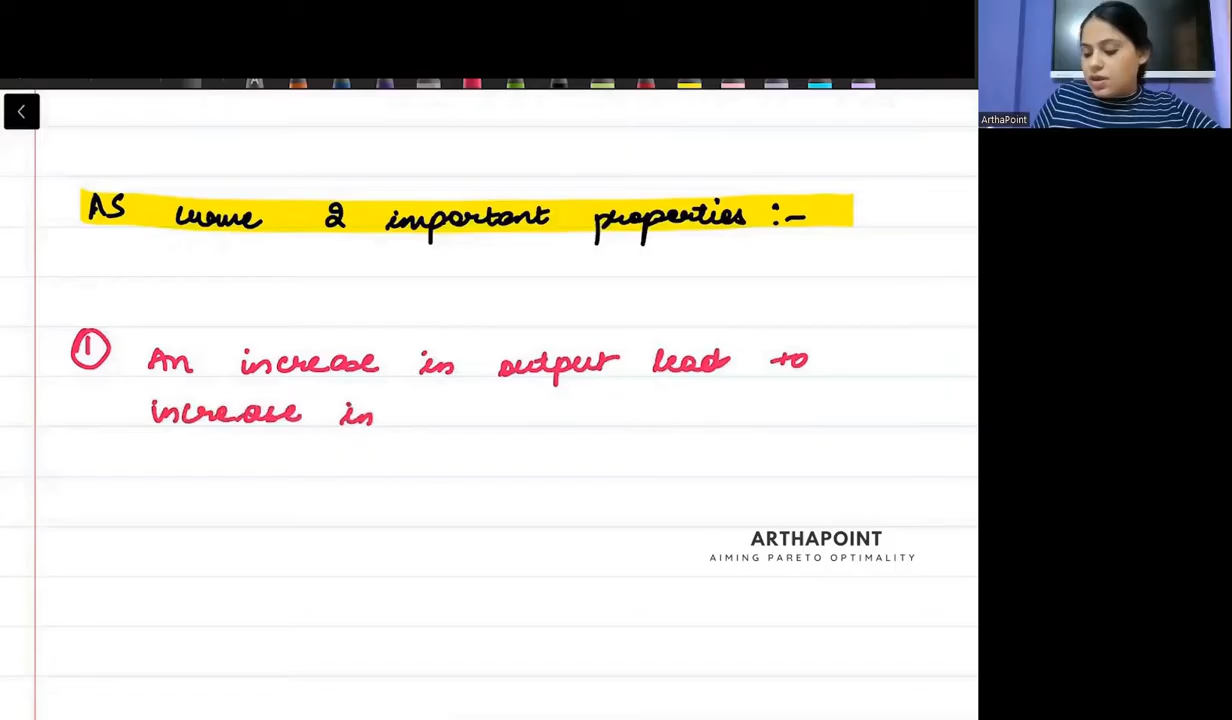 ArthaPoint
AS curve 2 important properties :-
① An increase in output lead to
increase in
ARTHAPOINT
AIMING PARETO OPTIMALITY